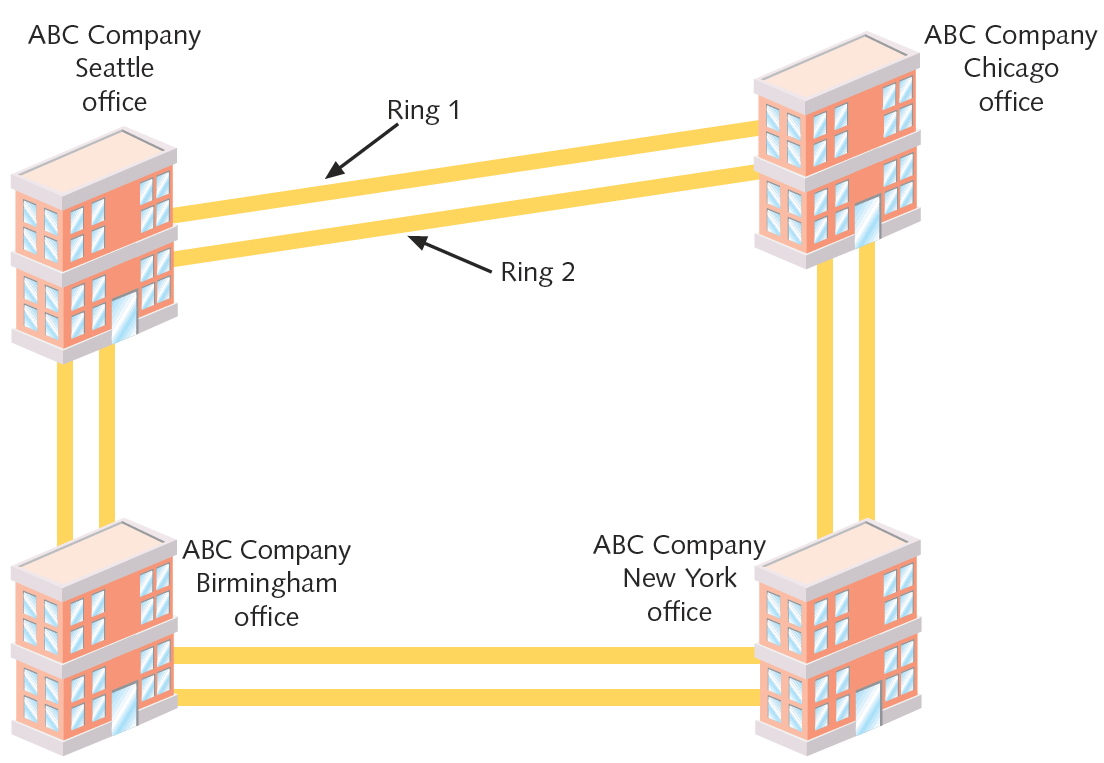 ABC Company
Seattle
office
ABC Company
Chicago
office
Ring 1
Ring 2
ABC Company
Birmingham
office
ABC Company
New York
office